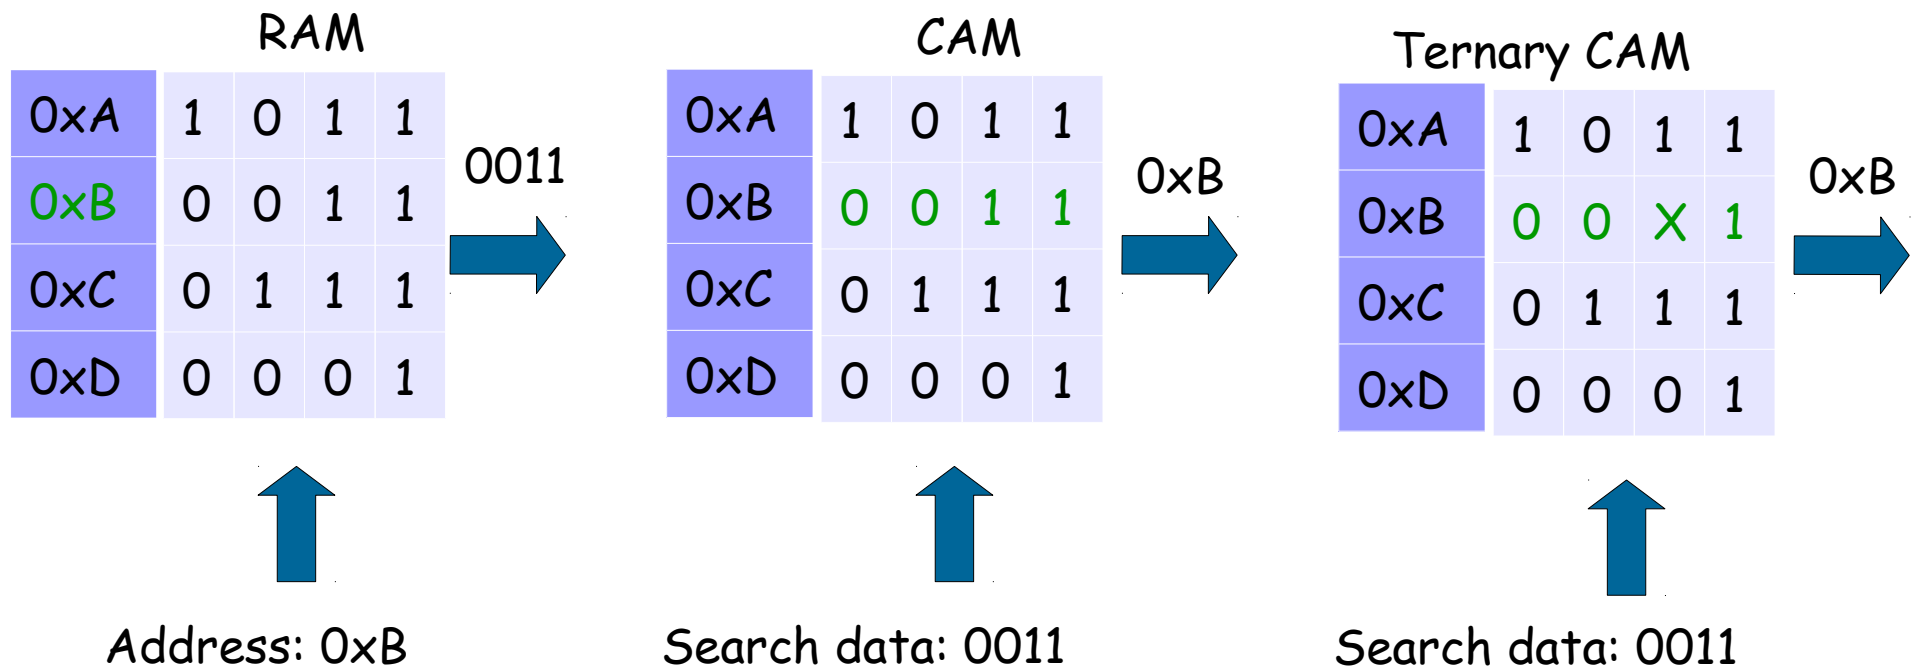 RAM
0xA 1 0 1 1
0xB 0 0 1 1
0xC 0 1 1 1
0xD 0 0 0 1
0011
Address: 0xB
CAM
0xA 1 0 1 1
0xB 0 0 1 1
0xC 0 1 1 1
0xD 0 0 0 1
0xB
Search data: 0011
Ternary CAM
0xA 1 0 1 1
0xB 0 0 X 1
0xC 0 1 1 1
0xD 0 0 0 1
0xB
Search data: 0011